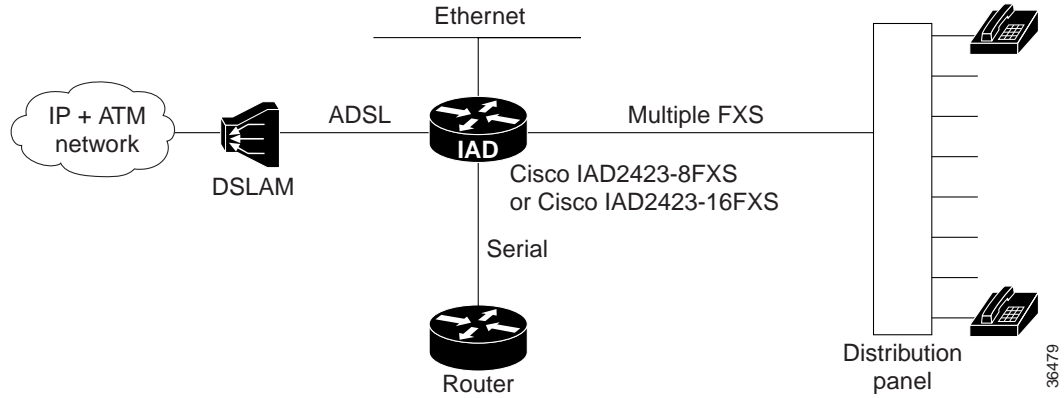 Ethernet
IP + ATM
network
ADSL
Multiple FXS
IAD
DSLAM
Cisco IAD2423-8FXS
or Cisco IAD2423-16FXS
Serial
Router
Distribution
panel
36479